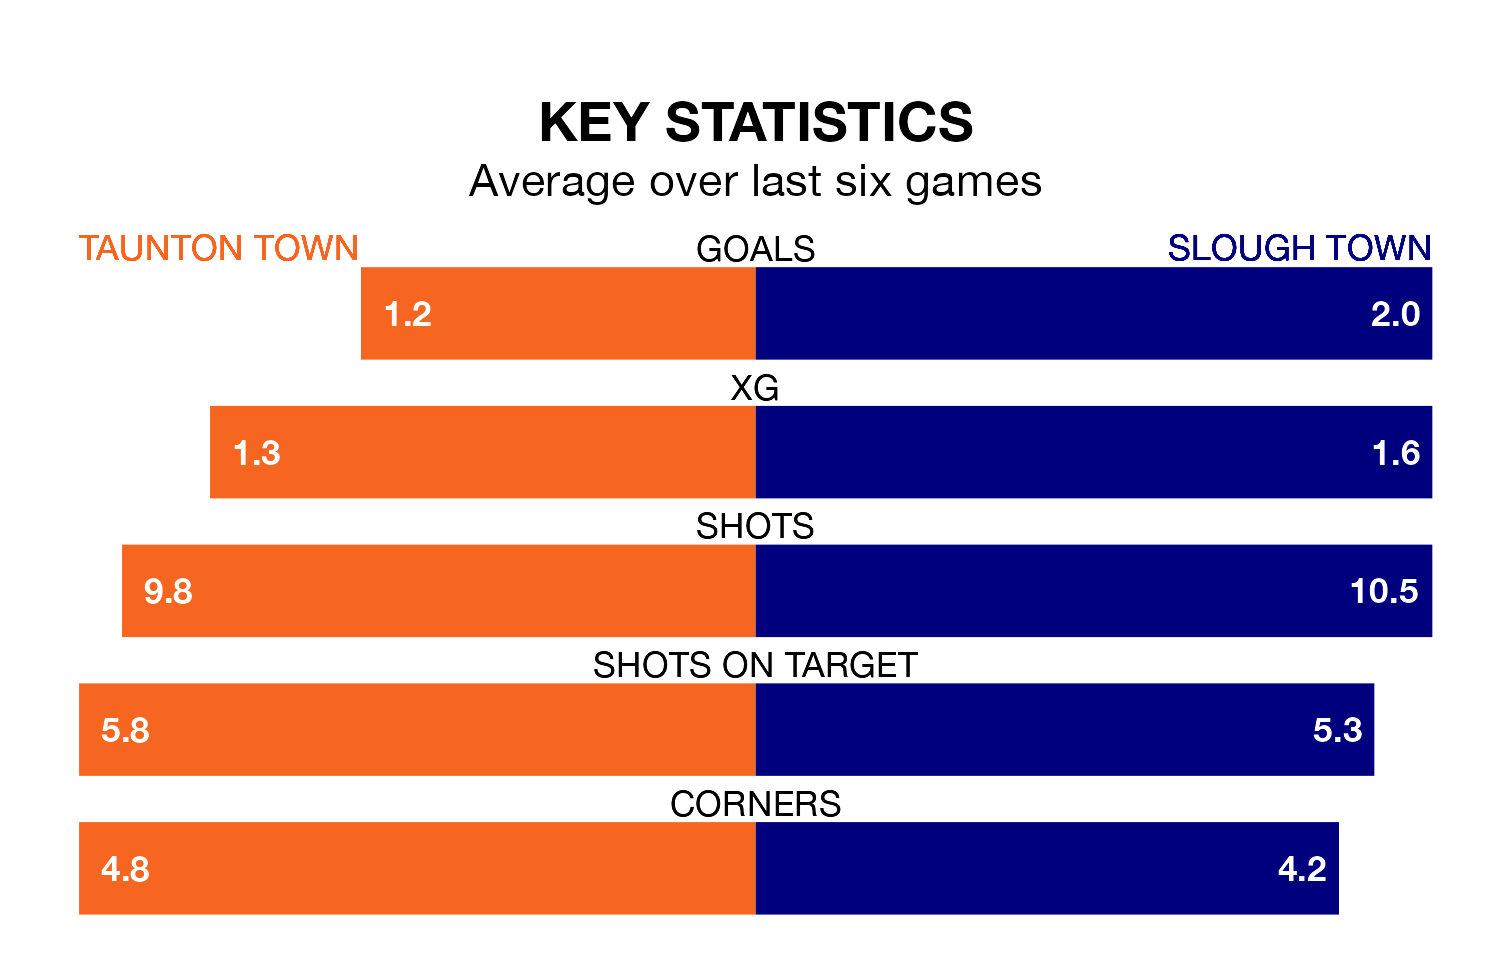 KEY STATISTICS
Average over last six games
TAUNTON TOWN GOALS SLOUGH TOWN
1.2 2.0
XG
1.3 1.6
SHOTS
9.8 10.5
SHOTS ON TARGET
5.8 5.3
CORNERS
4.8 4.2